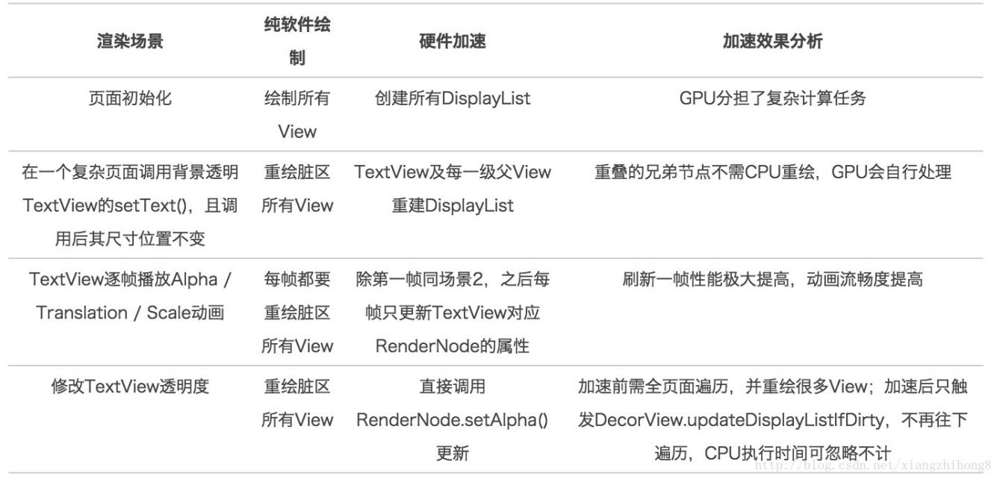 渲染场景
纯软件绘
制
硬件加速
加速效果分析
页面初始化
绘制所有
View
创建所有DisplayList
GPU分担了复杂计算任务
在一个复杂页面调用背景透明
TextView的setText()，且调
用后其尺寸位置不变
重绘脏区
所有View
TextView及每一级父View
重建DisplayList
重叠的兄弟节点不需CPU重绘，GPU会自行处理
TextView逐帧播放Alpha /
Translation / Scale动画
每帧都要
重绘脏区
所有View
除第一帧同场景2，之后每
帧只更新TextView对应
RenderNode的属性
刷新一帧性能极大提高，动画流畅度提高
修改TextView透明度
重绘脏区
所有View
直接调用
RenderNode.setAlpha()
更新
加速前需全页面遍历，并重绘很多View；加速后只触
发DecorView.updateDisplayListIfDirty，不再往下
遍历，CPU执行时间可忽略不计
http://blog.csdn.net/xiangzhihong8